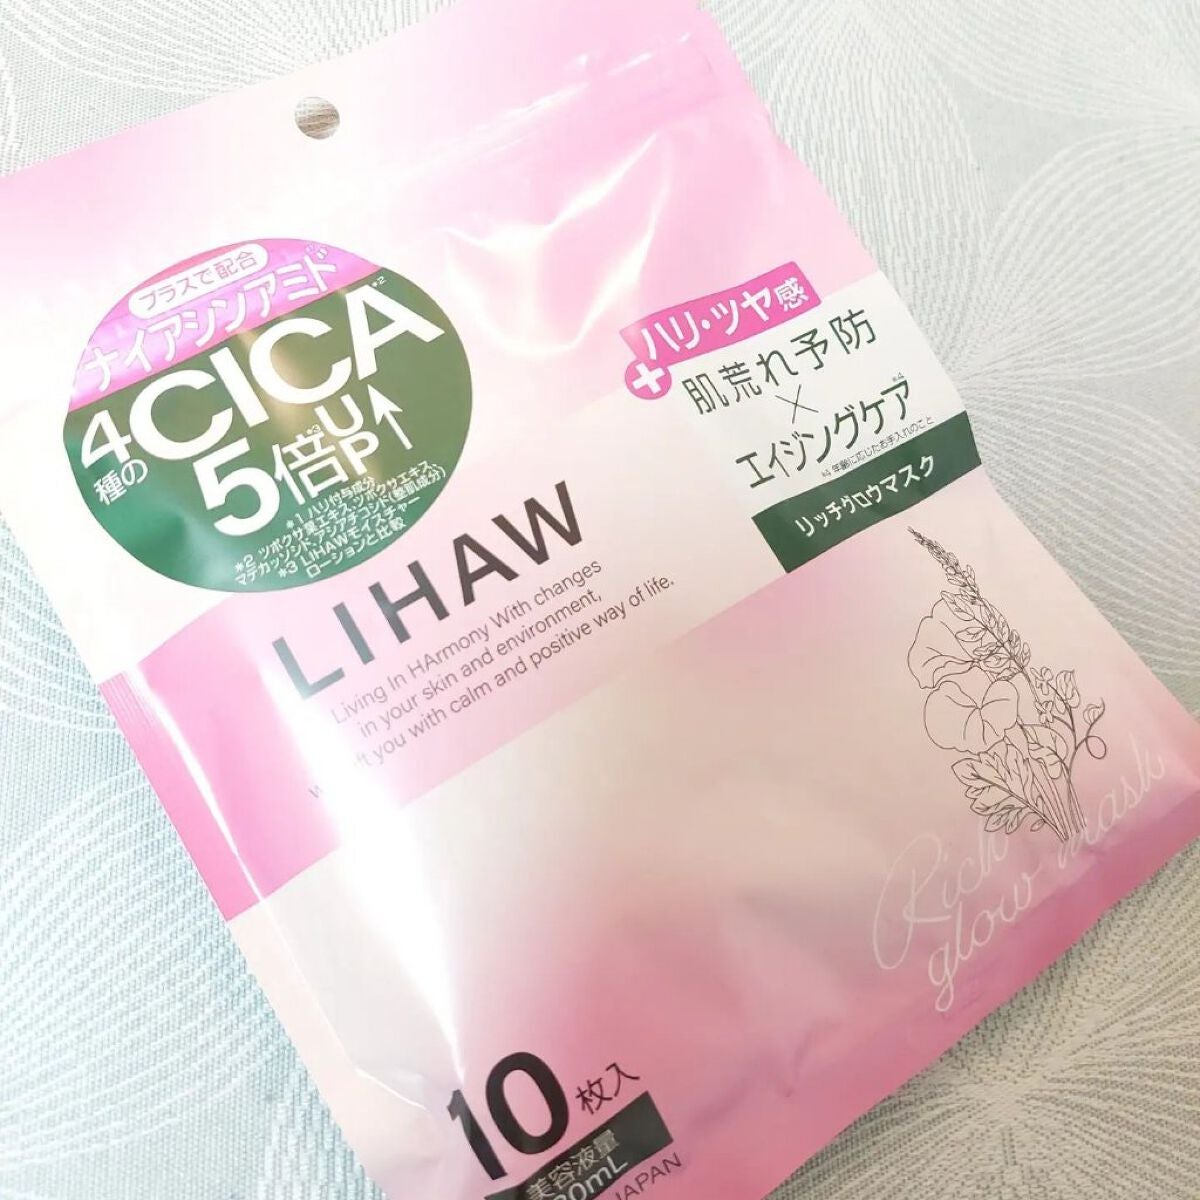 プラスで配合
ナイアシンアミド
4種のCICA*2
5倍*3UP
*1 ハリ付与成分
*2 ツボクサ葉エキス・ツボクサエキス
マデカッソシド・アシアチコシド(整肌成分)
*3 LIHAWモイスチャー
ローションと比較
+ハリ・ツヤ感
肌荒れ予防
×
エイジングケア*4
*4 年齢に応じたお手入れのこと
リッチグロウマスク
LIHAW
Living In HArmony With changes
in your skin and environment,
you with calm and positive way of life.
Rich
glow mask
10枚入
美容液量
JAPAN